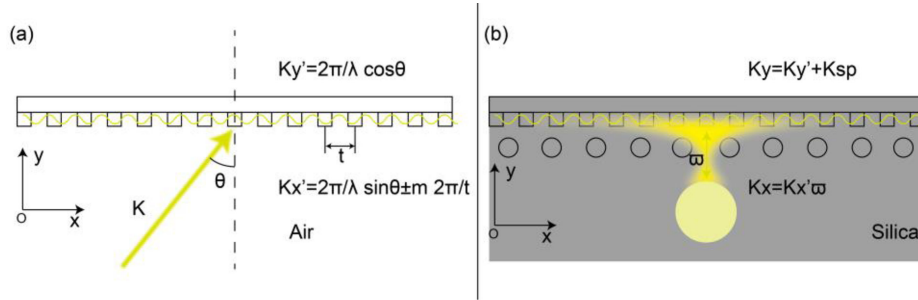 (a)
Ky'=2π/λ cosθ
t
θ
y
K
Kx'=2π/λ sinθ±m 2π/t
O
x
Air
(b)
Ky=Ky'+Ksp
ϖ
y
Kx=Kx'ϖ
O
x
Silica